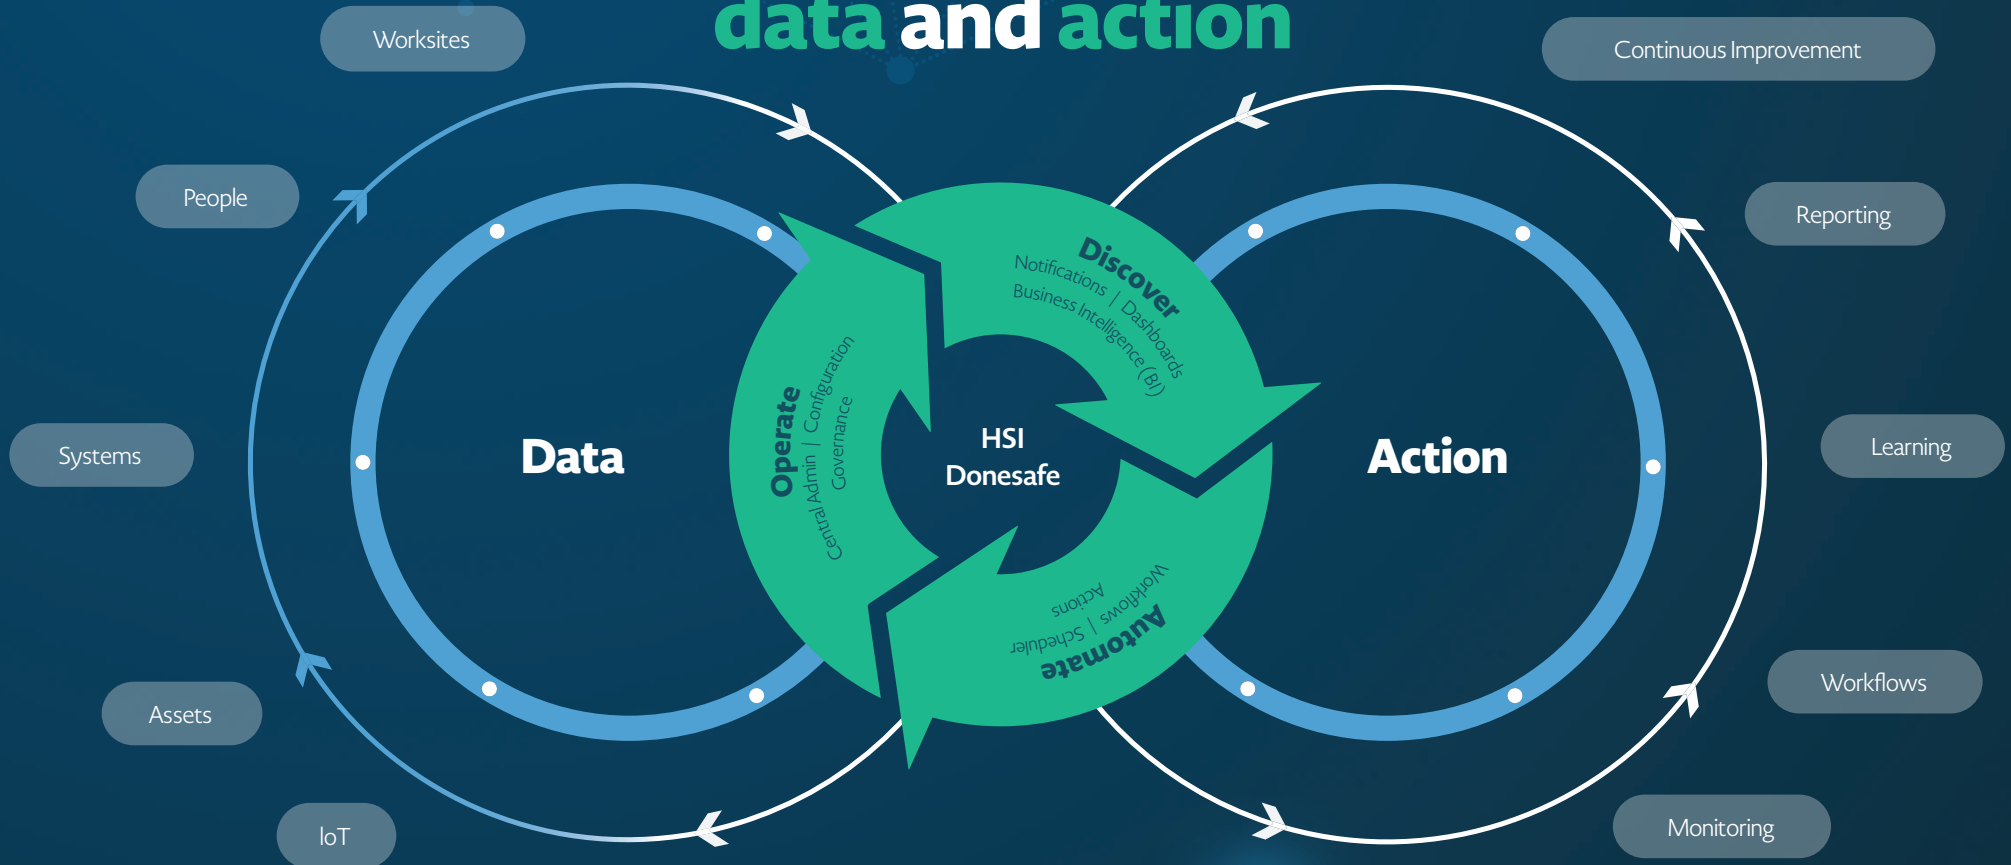 data and action
Worksites
People
Systems
Assets
IoT
Data
Operate
Central Admin | Configuration
Governance
Discover
Notifications | Dashboards
Business Intelligence (BI)
HSI
Donesafe
Automate
Workflows | Scheduler
Actions
Action
Continuous Improvement
Reporting
Learning
Workflows
Monitoring